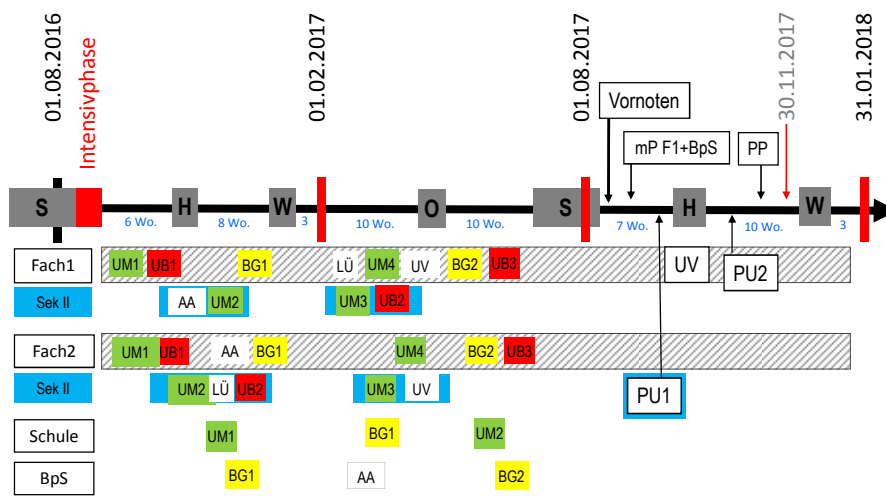 01.08.2016
Intensivphase
01.02.2017
01.08.2017
30.11.2017
31.01.2018
Vornoten
mP F1+BpS
PP
S H W O S H W
6 Wo. 8 Wo. 3 10 Wo. 10 Wo. 7 Wo. 10 Wo. 3
Fach1 UM1 UB1 BG1 LÜ UM4 UV BG2 UB3 UV PU2
Sek II AA UM2 UM3 UB2
Fach2 UM1 UB1 AA BG1 UM4 BG2 UB3
Sek II UM2 LÜ UB2 UM3 UV PU1
Schule UM1 BG1 UM2
BpS BG1 AA BG2